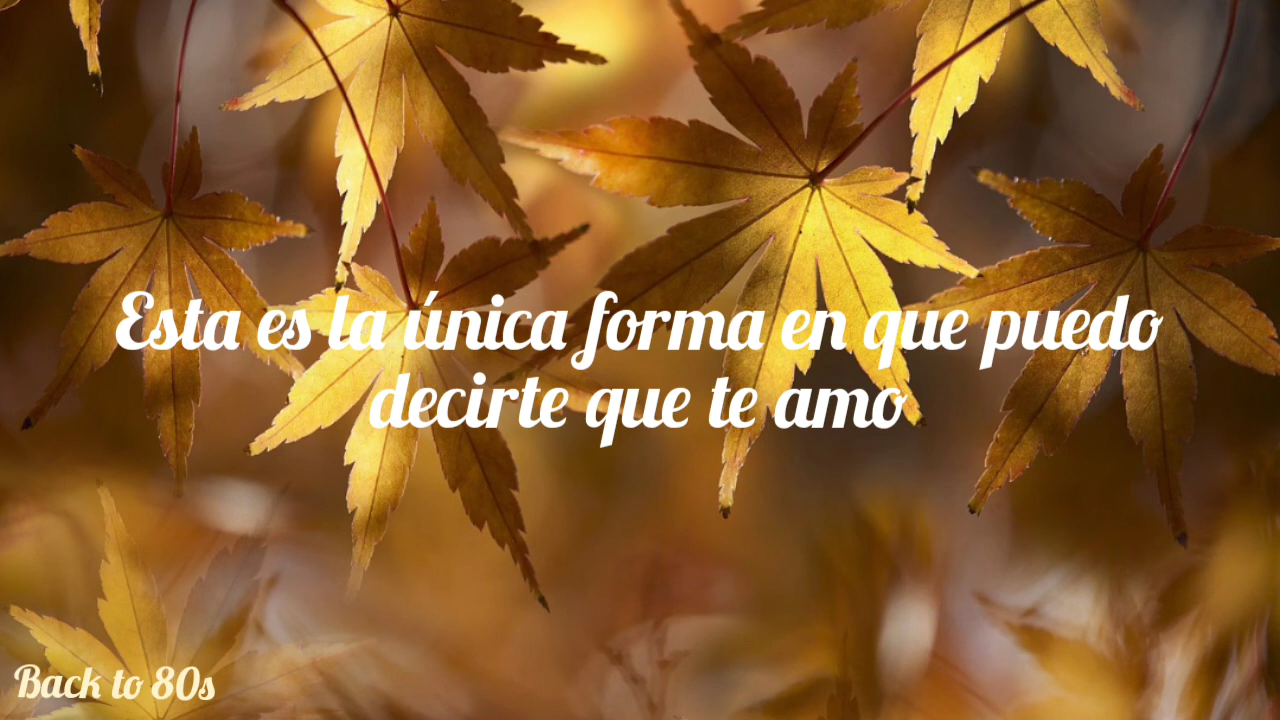 Esta es la única forma en que puedo
decirte que te amo
Back to 80s